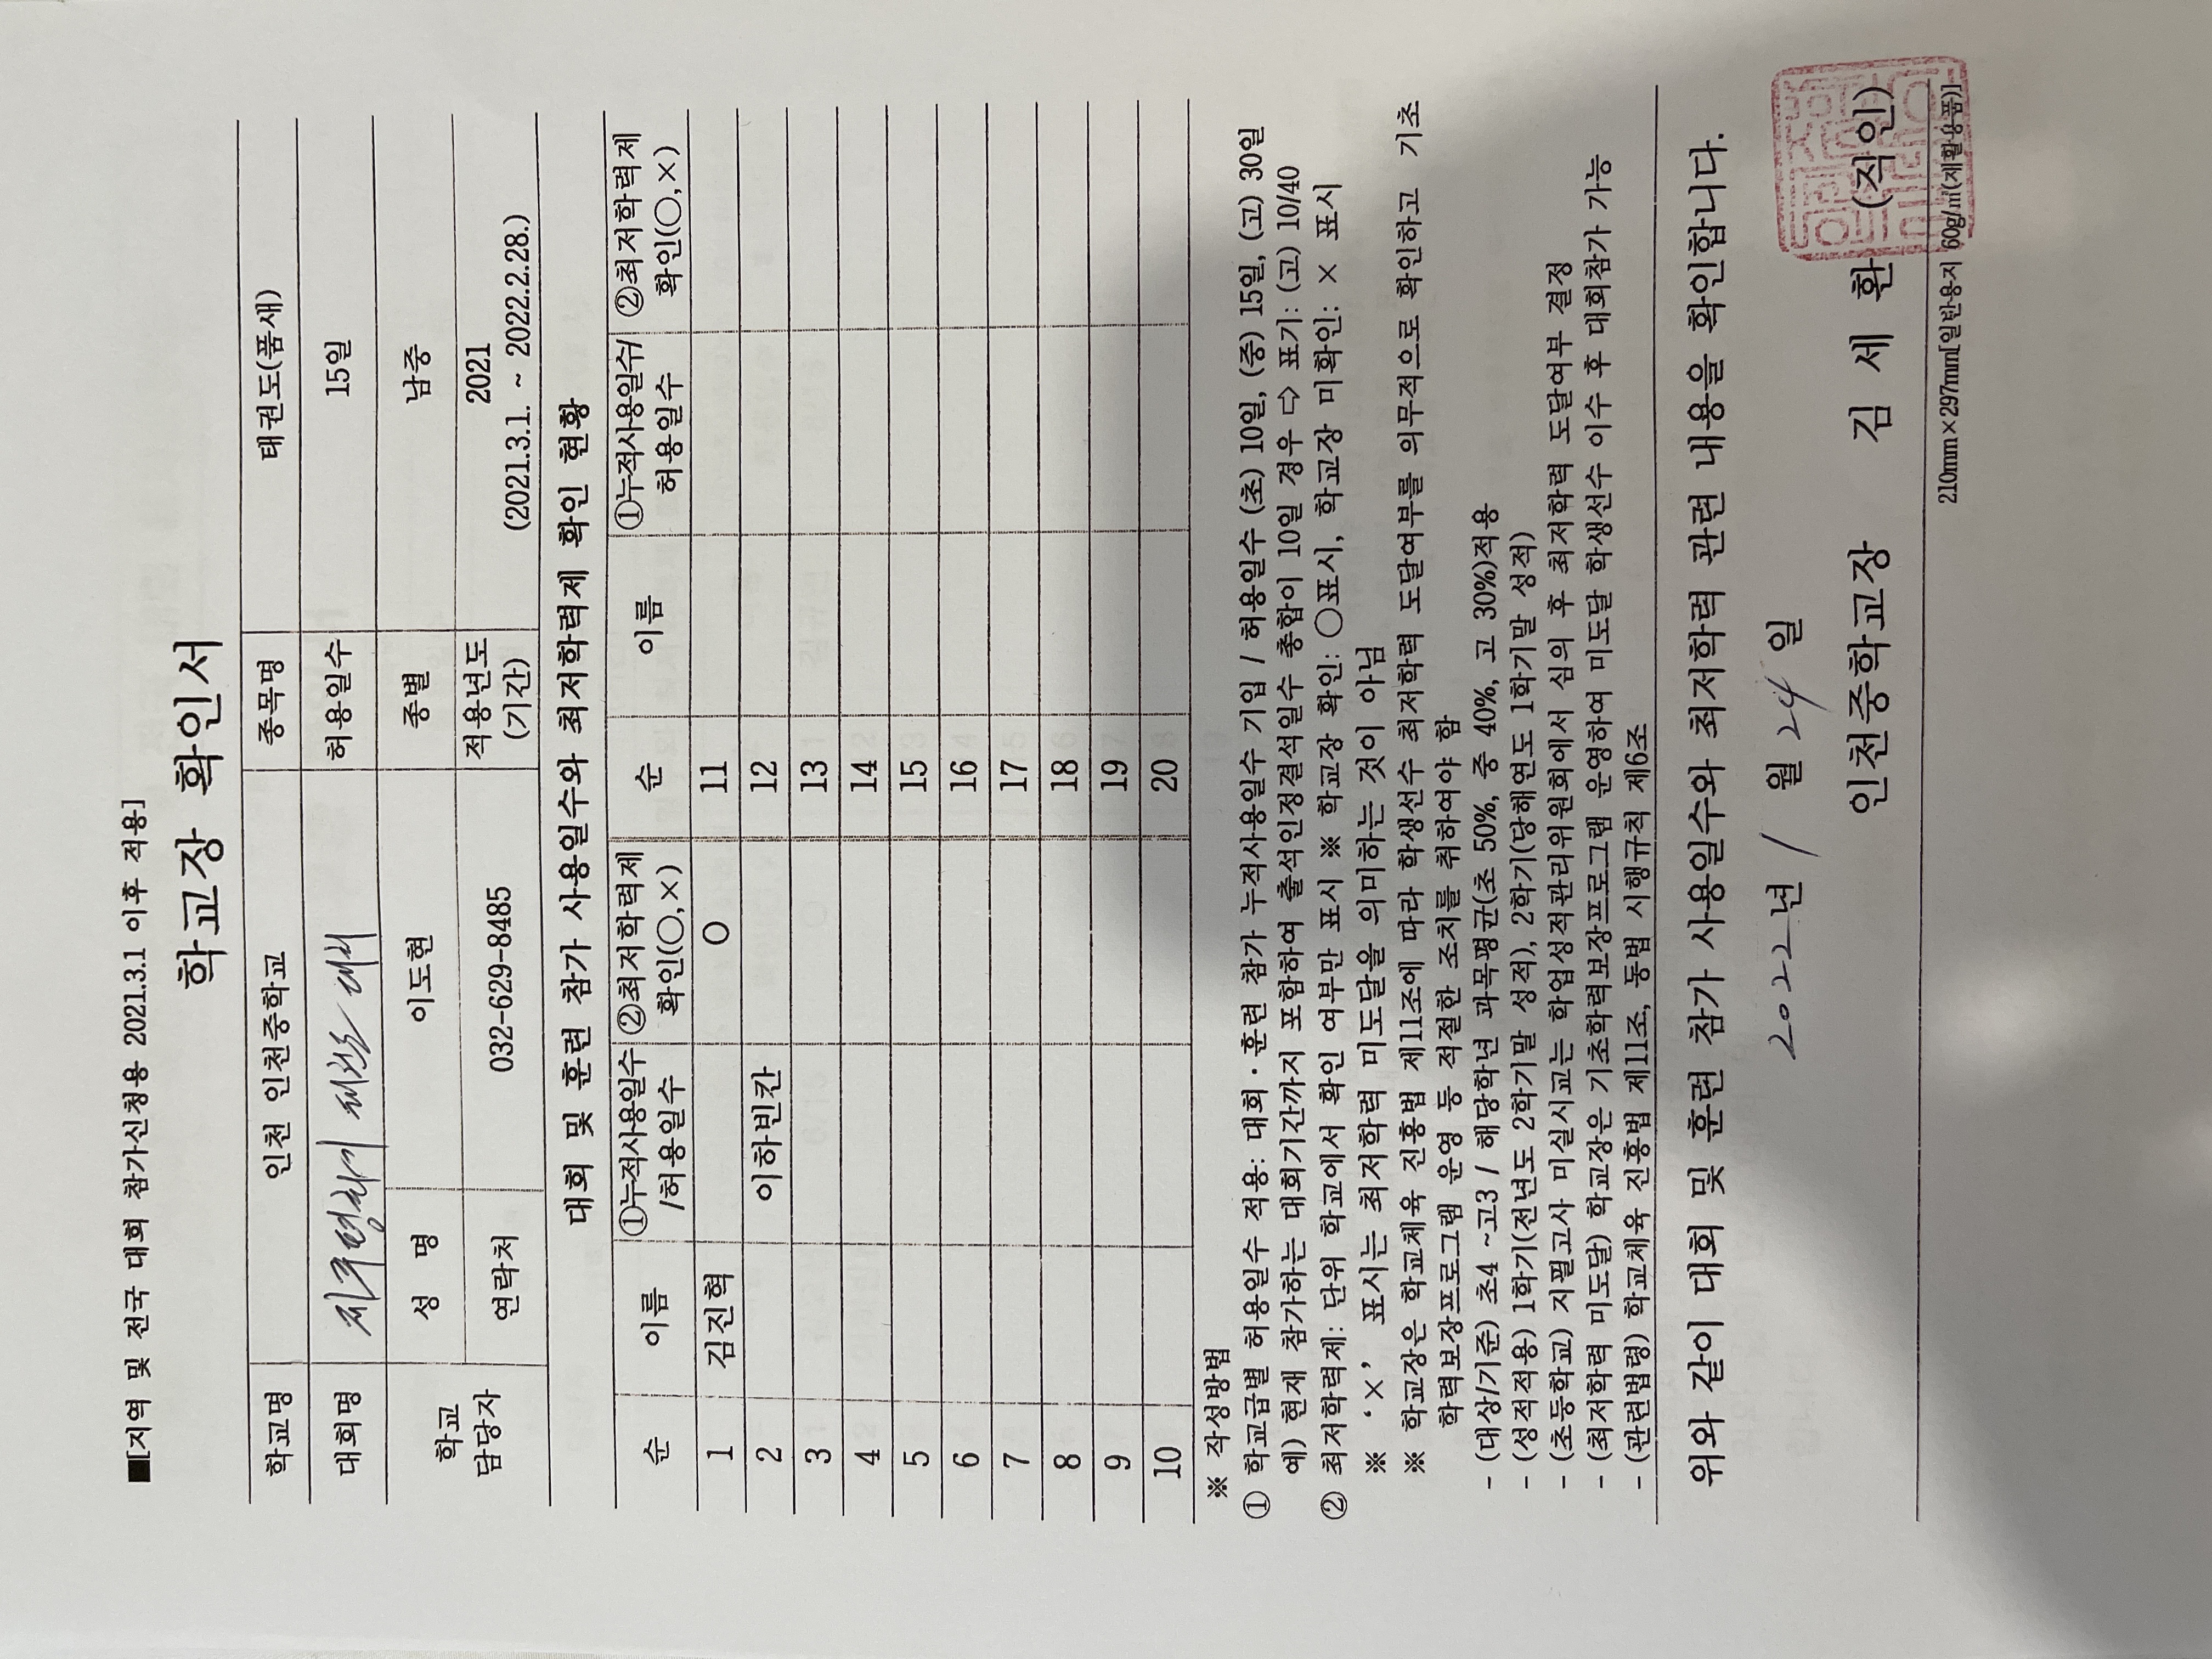 ■[지역 및 전국 대회 참가신청용 2021.3.1 이후 적용]
학교장 확인서
학교명 인천 인천중학교 종목명 태권도(품새)
대회명 허용일수 15일
학교 담당자 성 명 이도현 종별 남중
연락처 032-629-8485 적용년도 (기간) 2021 (2021.3.1. ~ 2022.2.28.)
대회 및 훈련 참가 사용일수와 최저학력제 확인 현황
순 이름 ①누적사용일수 /허용일수 ②최저학력제 확인(○,×) 순 이름 ①누적사용일수/ 허용일수 ②최저학력제 확인(○,×)
1 김진혁 ○ 11
2 이하빈칸 12
3 13
4 14
5 15
6 16
7 17
8 18
9 19
10 20
※ 작성방법
① 학교급별 허용일수 적용: 대회·훈련 참가 누적사용일수 기입 / 허용일수 (초) 10일, (중) 15일, (고) 30일
예) 현재 참가하는 대회기간까지 포함하여 출석인정결석일수 총합이 10일 경우 ⇨ 표기: (고) 10/40
② 최저학력제: 단위 학교에서 확인 여부만 표시 ※ 학교장 확인: ○표시, 학교장 미확인: × 표시
※ ‘×’ 표시는 최저학력 미도달을 의미하는 것이 아님
※ 학교장은 학교체육 진흥법 제11조에 따라 학생선수 최저학력 도달여부를 의무적으로 확인하고 기초
학력보장프로그램 운영 등 적절한 조치를 취하여야 함
- (대상/기준) 초4 ~고3 / 해당학년 과목평균(초 50%, 중 40%, 고 30%)적용
- (성적적용) 1학기(전년도 2학기말 성적), 2학기(당해연도 1학기말 성적)
- (초등학교) 지필고사 미실시교는 학업성적관리위원회에서 심의 후 최저학력 도달여부 결정
- (최저학력 미도달) 학교장은 기초학력보장프로그램 운영하여 미도달 학생선수 이수 후 대회참가 가능
- (관련법령) 학교체육 진흥법 제11조, 동법 시행규칙 제6조
위와 같이 대회 및 훈련 참가 사용일수와 최저학력 관련 내용을 확인합니다.
2022년 1월 24일
인천중학교장 김 세 환 (직인)
210mm×297mm[일반용지 60g/㎡(재활용품)]